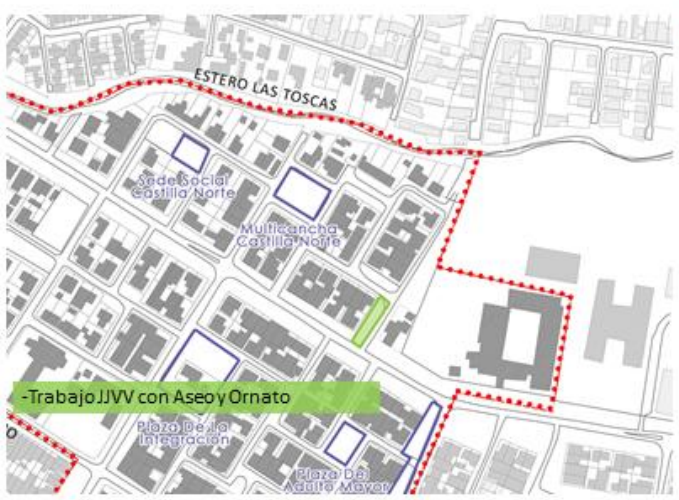 ESTERO LAS TOSCAS
Sede Social
Castilla Norte
Multicancha
Castilla Norte
-Trabajo JJVV con Aseo y Ornato
Plaza De La
Integración
Plaza Del
Adulto Mayor